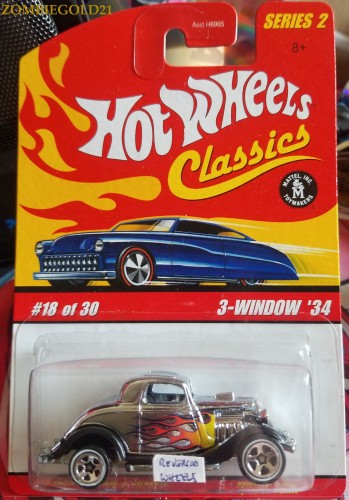 ZOMBIEGOLD21
Asst.H6965
SERIES 2
8+
HOT WHEELS
Classics
MATTEL, INC.
TOYMAKERS
#18 of 30
3-WINDOW '34
REVERSED
WHEELS